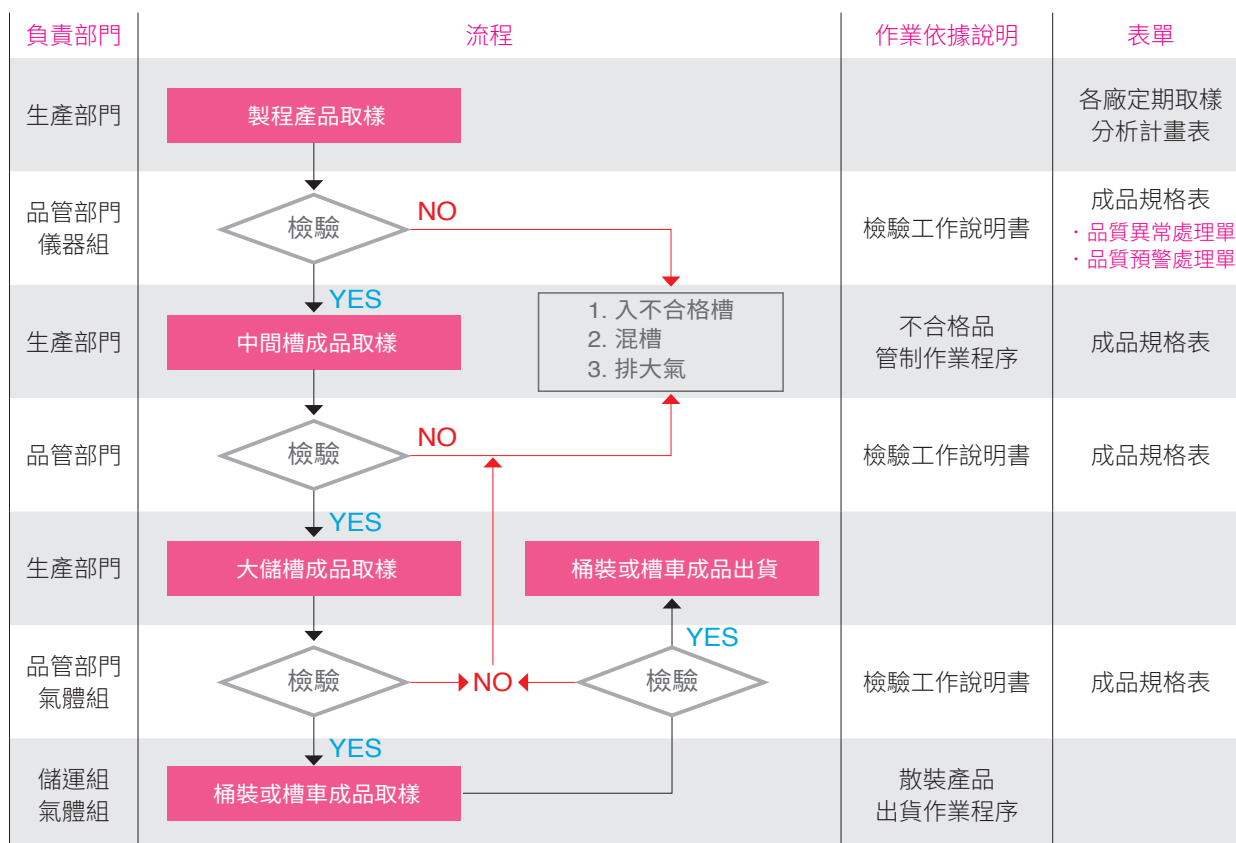 負責部門
流程
作業依據說明
表單
生產部門
製程產品取樣
各廠定期取樣
分析計畫表
品管部門
儀器組
檢驗
NO
YES
檢驗工作說明書
成品規格表
・品質異常處理單
・品質預警處理單
生產部門
中間槽成品取樣
1. 入不合格槽
2. 混槽
3. 排大氣
不合格品
管制作業程序
成品規格表
品管部門
檢驗
NO
YES
檢驗工作說明書
成品規格表
生產部門
大儲槽成品取樣
桶裝或槽車成品出貨
品管部門
氣體組
檢驗
NO
YES
檢驗
YES
檢驗工作說明書
成品規格表
儲運組
氣體組
桶裝或槽車成品取樣
散裝產品
出貨作業程序